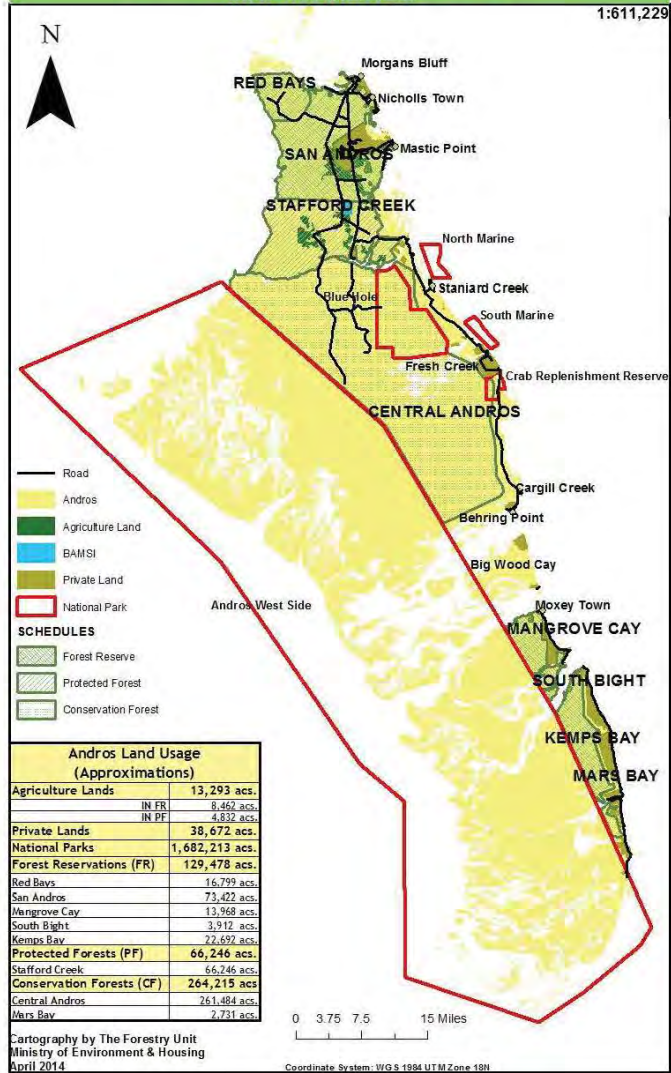 1:611,229
N
Morgans Bluff
RED BAYS
Nicholls Town
Mastic Point
SAN ANDROS
STAFFORD CREEK
North Marine
Staniard Creek
Blue Hole
South Marine
Fresh Creek
Crab Replenishment Reserve
CENTRAL ANDROS
Cargill Creek
Behring Point
Big Wood Cay
Andros West Side
Moxey Town
MANGROVE CAY
SOUTH BIGHT
KEMPS BAY
MARS BAY
Road
Andros
Agriculture Land
BAMSI
Private Land
National Park
SCHEDULES
Forest Reserve
Protected Forest
Conservation Forest
Andros Land Usage
(Approximations)
Agriculture Lands 13,293 acs.
IN FR 8,462 acs.
IN PF 4,832 acs.
Private Lands 38,672 acs.
National Parks 1,682,213 acs.
Forest Reservations (FR) 129,478 acs.
Red Bays 16,799 acs.
San Andros 73,422 acs.
Mangrove Cay 13,968 acs.
South Bight 3,912 acs.
Kemps Bay 22,692 acs.
Protected Forests (PF) 66,246 acs.
Stafford Creek 66,246 acs.
Conservation Forests (CF) 264,215 acs
Central Andros 261,484 acs.
Mars Bay 2,731 acs.
0 3.75 7.5 15 Miles
Cartography by The Forestry Unit
Ministry of Environment & Housing
April 2014
Coordinate System: WGS 1984 UTM Zone 18N